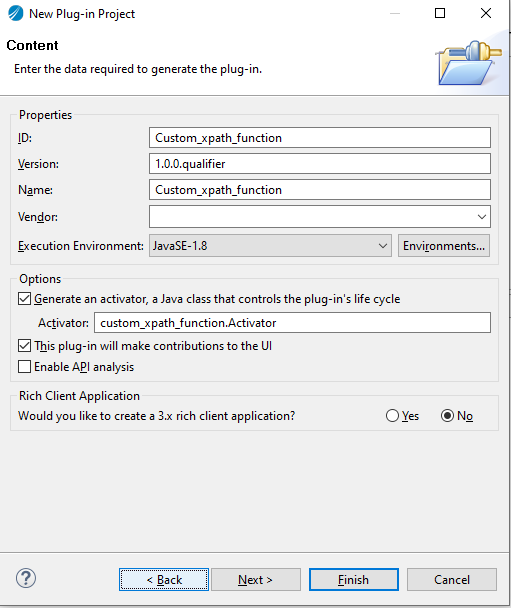 New Plug-in Project
Content
Enter the data required to generate the plug-in.
Properties
ID: Custom_xpath_function
Version: 1.0.0.qualifier
Name: Custom_xpath_function
Vendor:
Execution Environment: JavaSE-1.8 Environments...
Options
Generate an activator, a Java class that controls the plug-in's life cycle
Activator: custom_xpath_function.Activator
This plug-in will make contributions to the UI
Enable API analysis
Rich Client Application
Would you like to create a 3.x rich client application? Yes No
? < Back Next > Finish Cancel